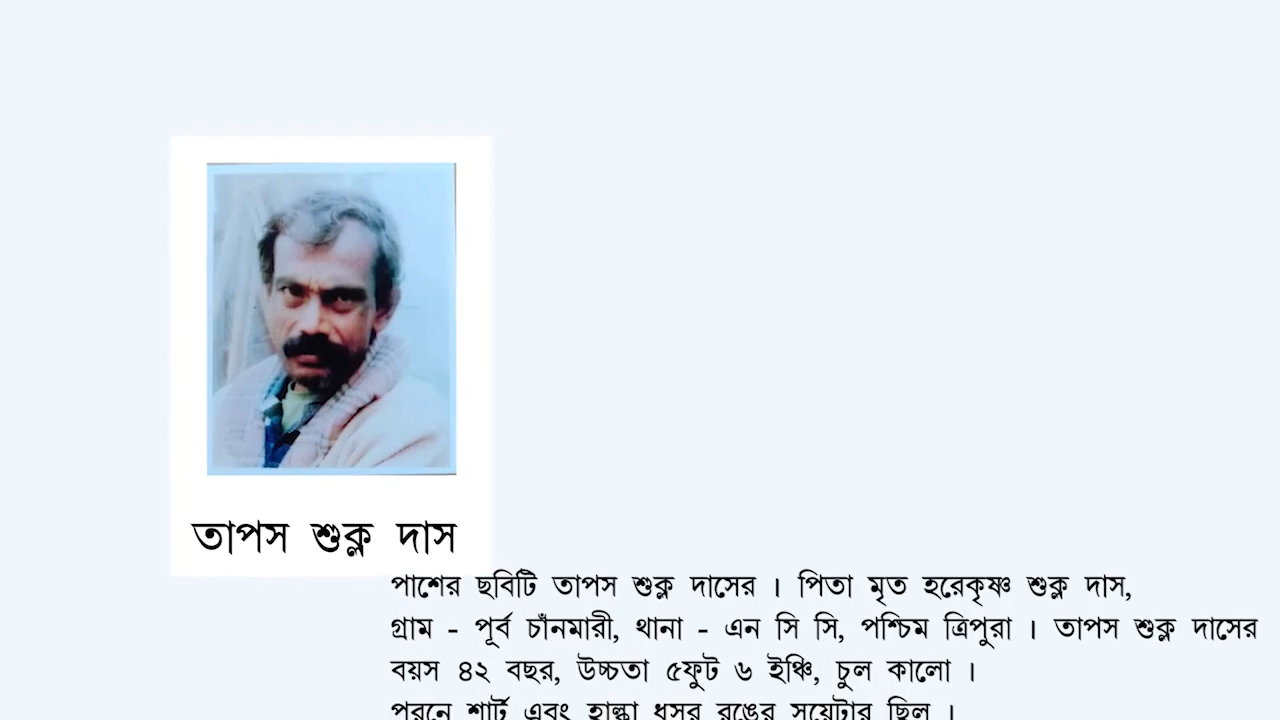 তাপস শুক্ল দাস
পাশের ছবিটি তাপস শুক্ল দাসের । পিতা মৃত হরেকৃষ্ণ শুক্ল দাস,
গ্রাম - পূর্ব চাঁনমারী, থানা - এন সি সি, পশ্চিম ত্রিপুরা । তাপস শুক্ল দাসের
বয়স ৪২ বছর, উচ্চতা ৫ফুট ৬ ইঞ্চি, চুল কালো ।
পরনে শার্ট এবং হাল্কা ধূসর রঙের সুয়েটার ছিল ।